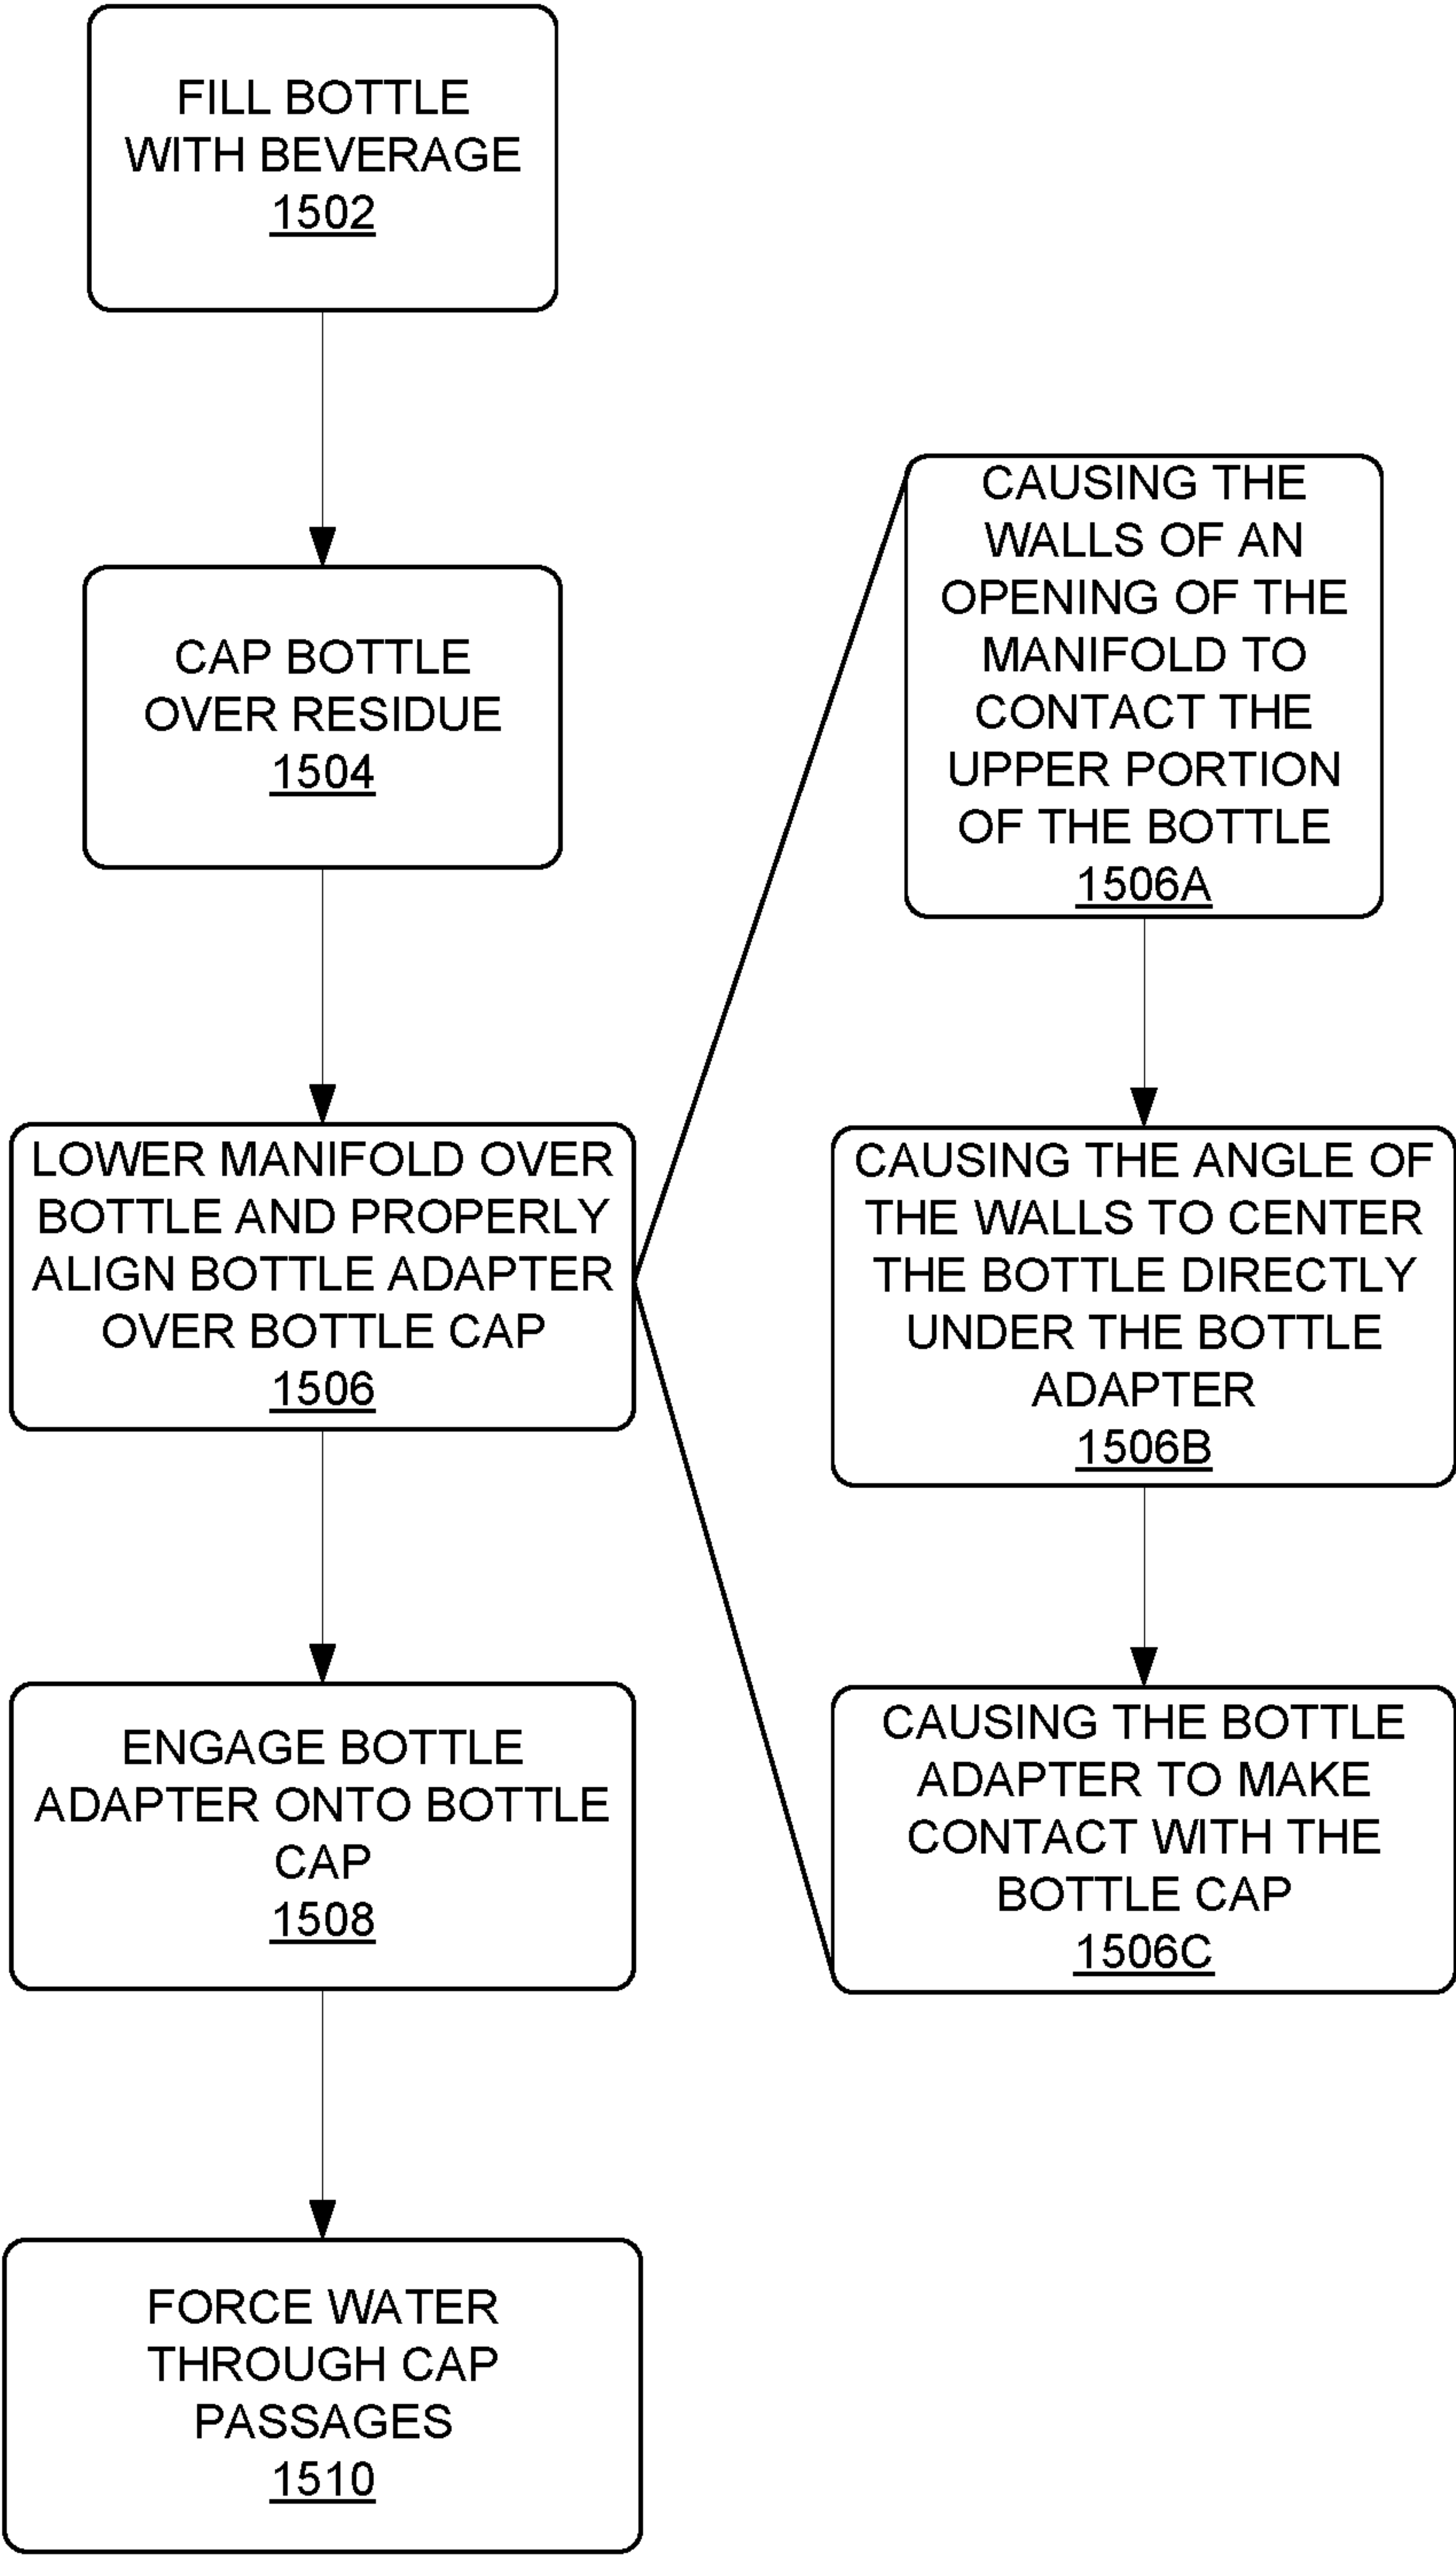 FILL BOTTLE
WITH BEVERAGE
1502
CAP BOTTLE
OVER RESIDUE
1504
LOWER MANIFOLD OVER
BOTTLE AND PROPERLY
ALIGN BOTTLE ADAPTER
OVER BOTTLE CAP
1506
ENGAGE BOTTLE
ADAPTER ONTO BOTTLE
CAP
1508
FORCE WATER
THROUGH CAP
PASSAGES
1510
CAUSING THE
WALLS OF AN
OPENING OF THE
MANIFOLD TO
CONTACT THE
UPPER PORTION
OF THE BOTTLE
1506A
CAUSING THE ANGLE OF
THE WALLS TO CENTER
THE BOTTLE DIRECTLY
UNDER THE BOTTLE
ADAPTER
1506B
CAUSING THE BOTTLE
ADAPTER TO MAKE
CONTACT WITH THE
BOTTLE CAP
1506C